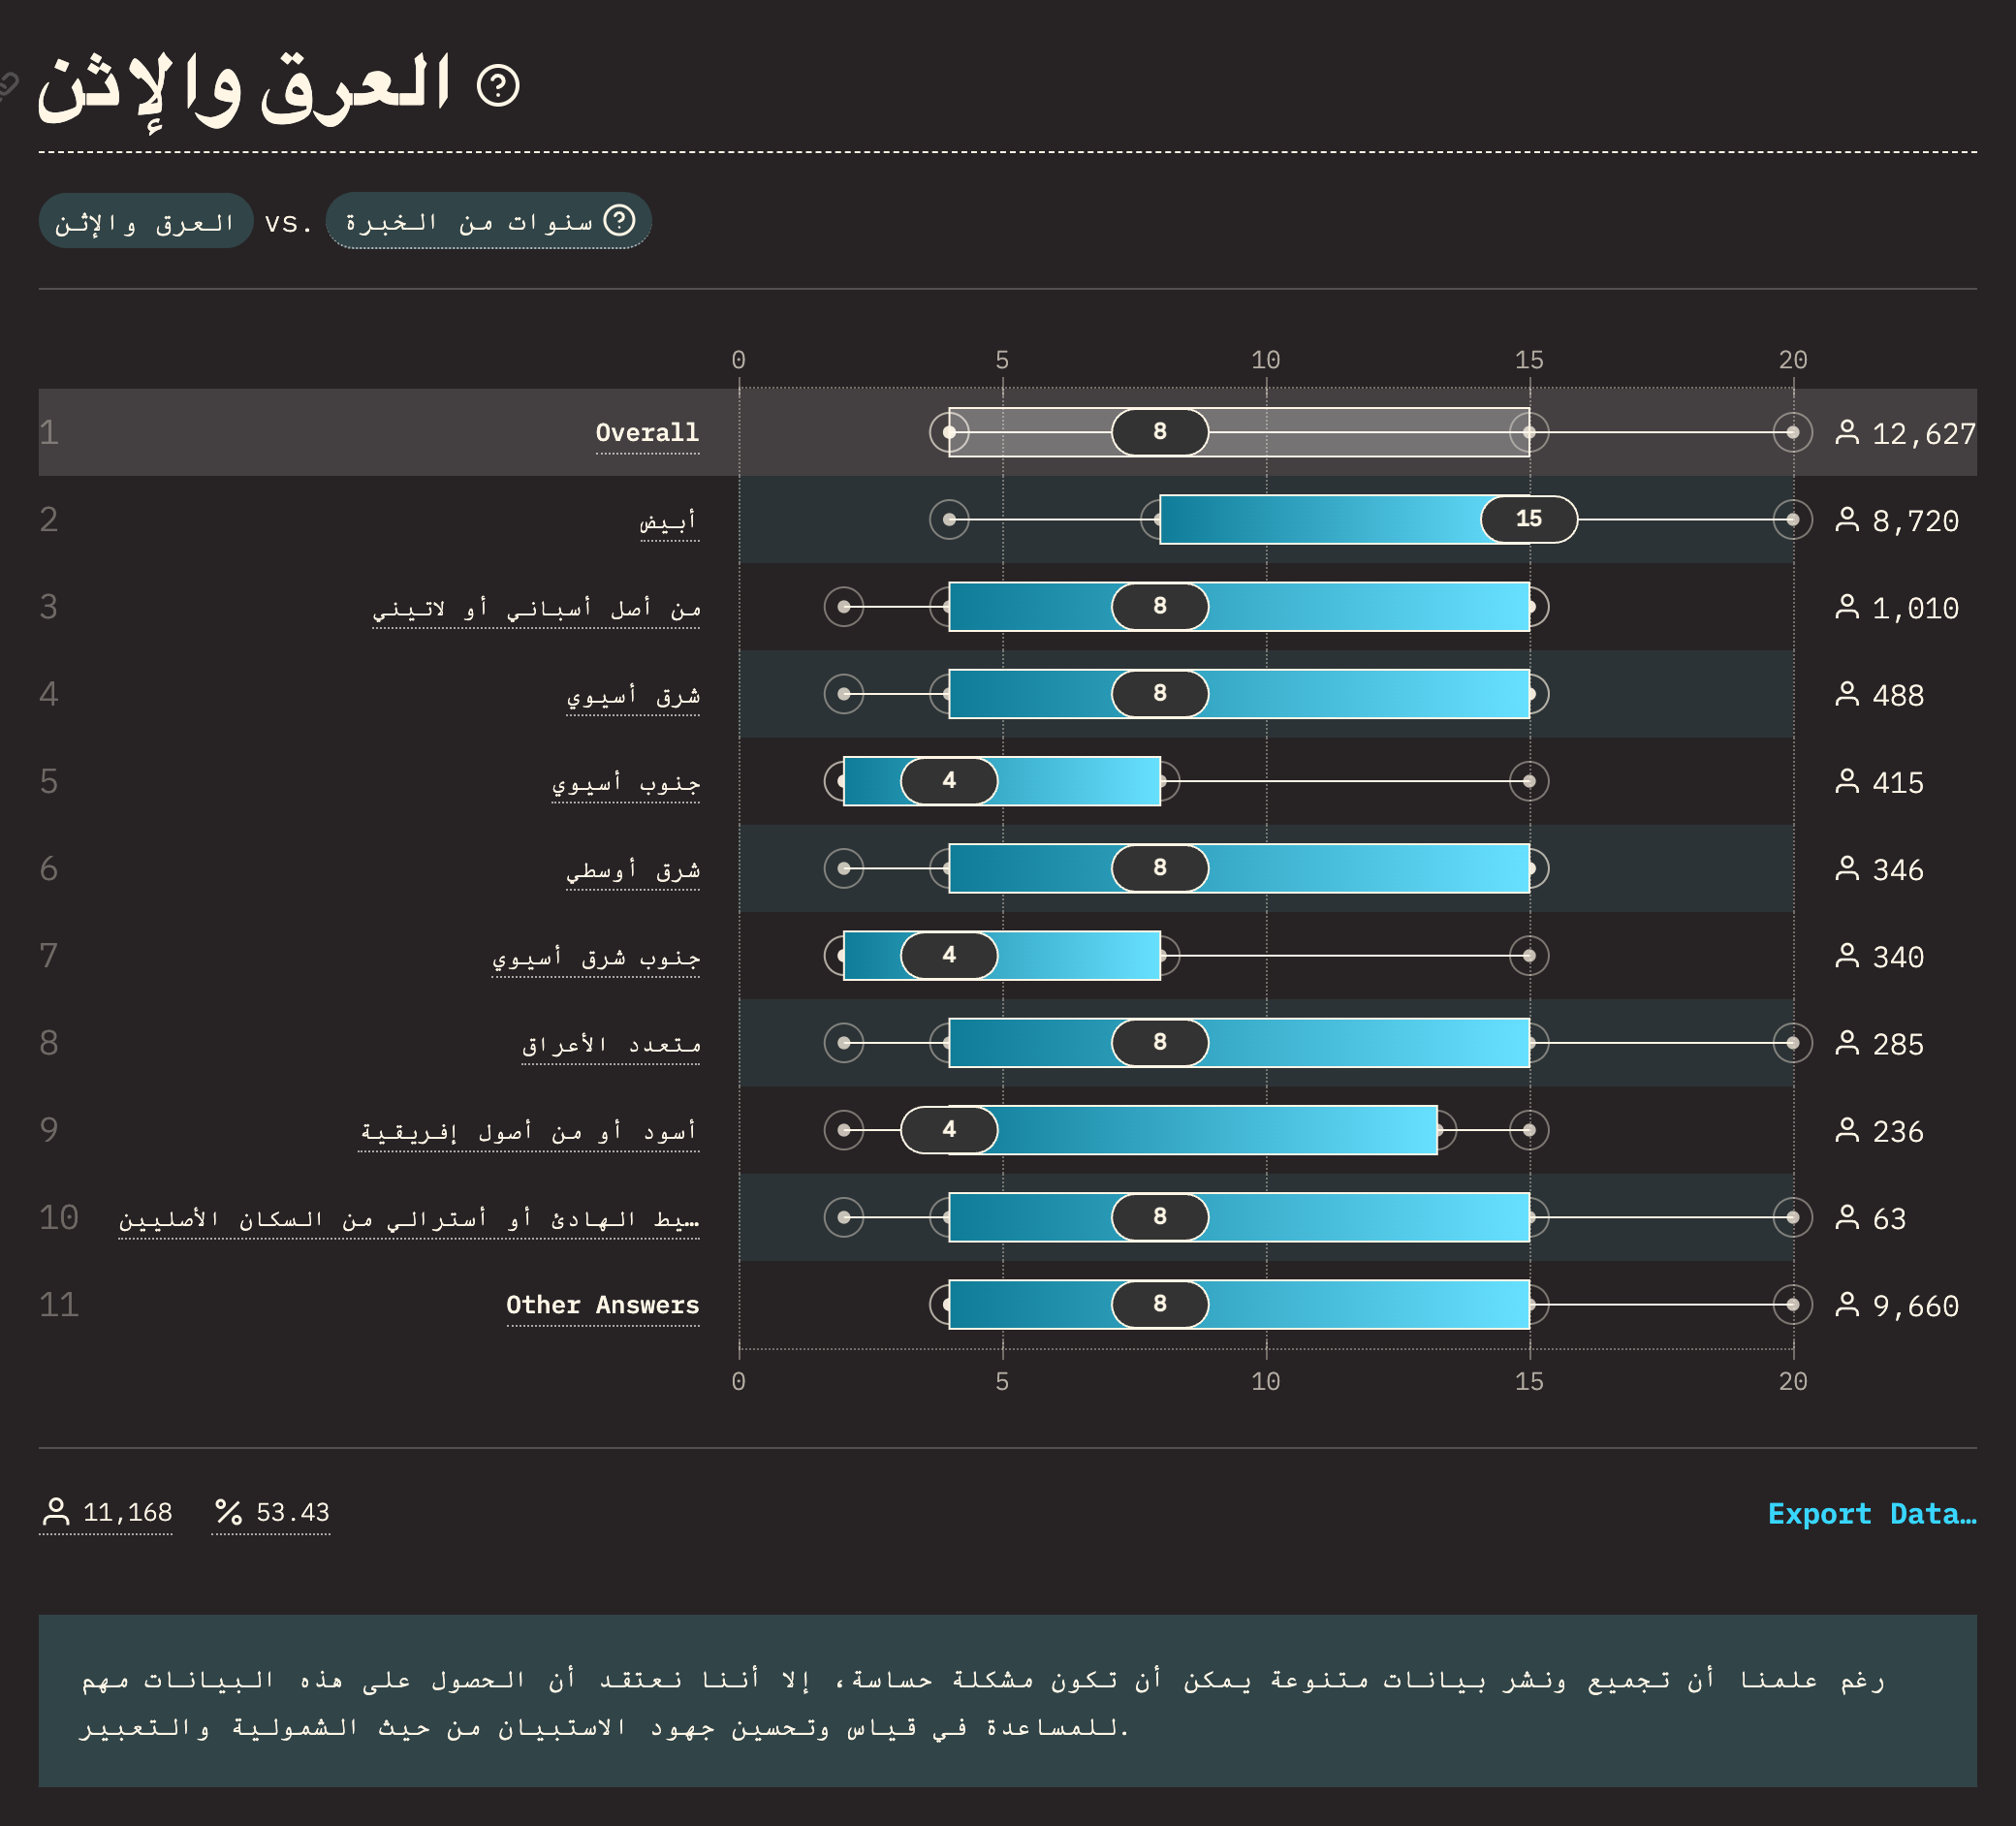 العرق والإثن
العرق والإثن vs. سنوات من الخبرة
0 5 10 15 20
1 Overall 8 12,627
2 أبيض 15 8,720
3 من أصل أسباني أو لاتيني 8 1,010
4 شرق أسيوي 8 488
5 جنوب أسيوي 4 415
6 شرق أوسطي 8 346
7 جنوب شرق أسيوي 4 340
8 متعدد الأعراق 8 285
9 أسود أو من أصول إفريقية 4 236
10 …يط الهادئ أو أسترالي من السكان الأصليين 8 63
11 Other Answers 8 9,660
0 5 10 15 20
11,168 % 53.43 Export Data…
رغم علمنا أن تجميع ونشر بيانات متنوعة يمكن أن تكون مشكلة حساسة، إلا أننا نعتقد أن الحصول على هذه البيانات مهم
للمساعدة في قياس وتحسين جهود الاستبيان من حيث الشمولية والتعبير.